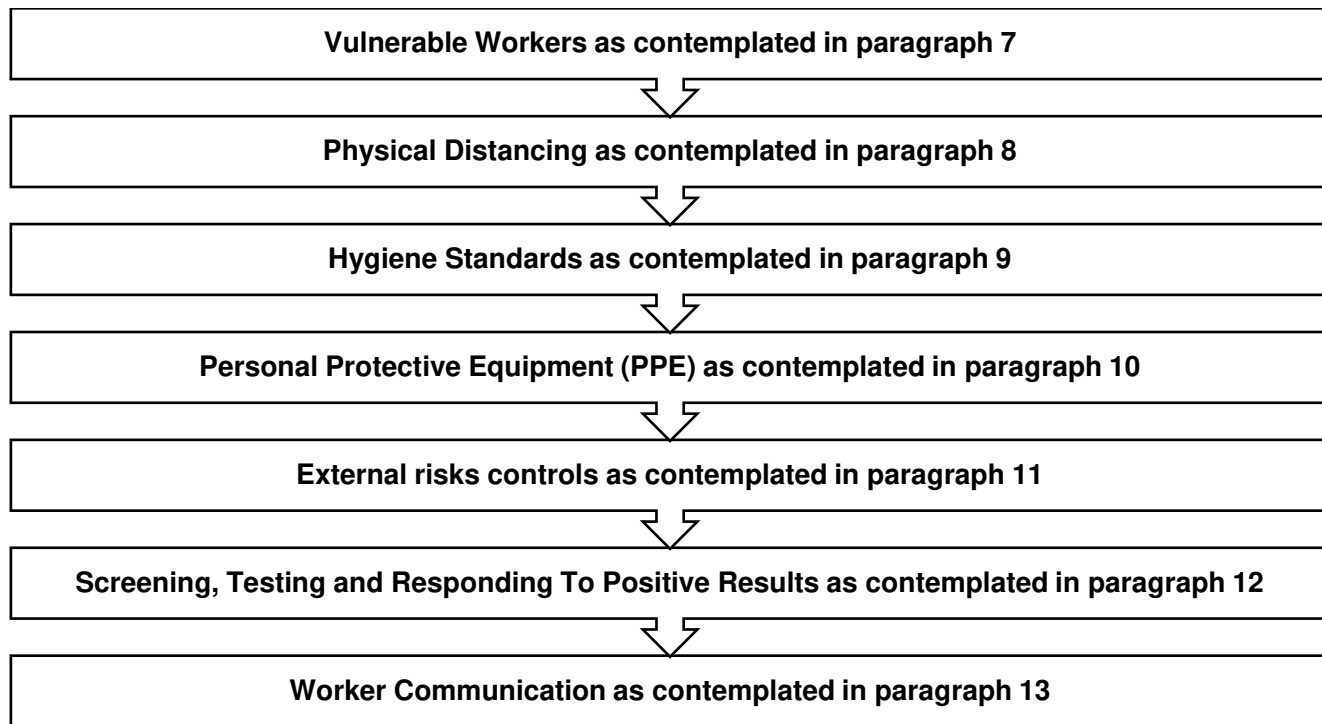 Vulnerable Workers as contemplated in paragraph 7
Physical Distancing as contemplated in paragraph 8
Hygiene Standards as contemplated in paragraph 9
Personal Protective Equipment (PPE) as contemplated in paragraph 10
External risks controls as contemplated in paragraph 11
Screening, Testing and Responding To Positive Results as contemplated in paragraph 12
Worker Communication as contemplated in paragraph 13